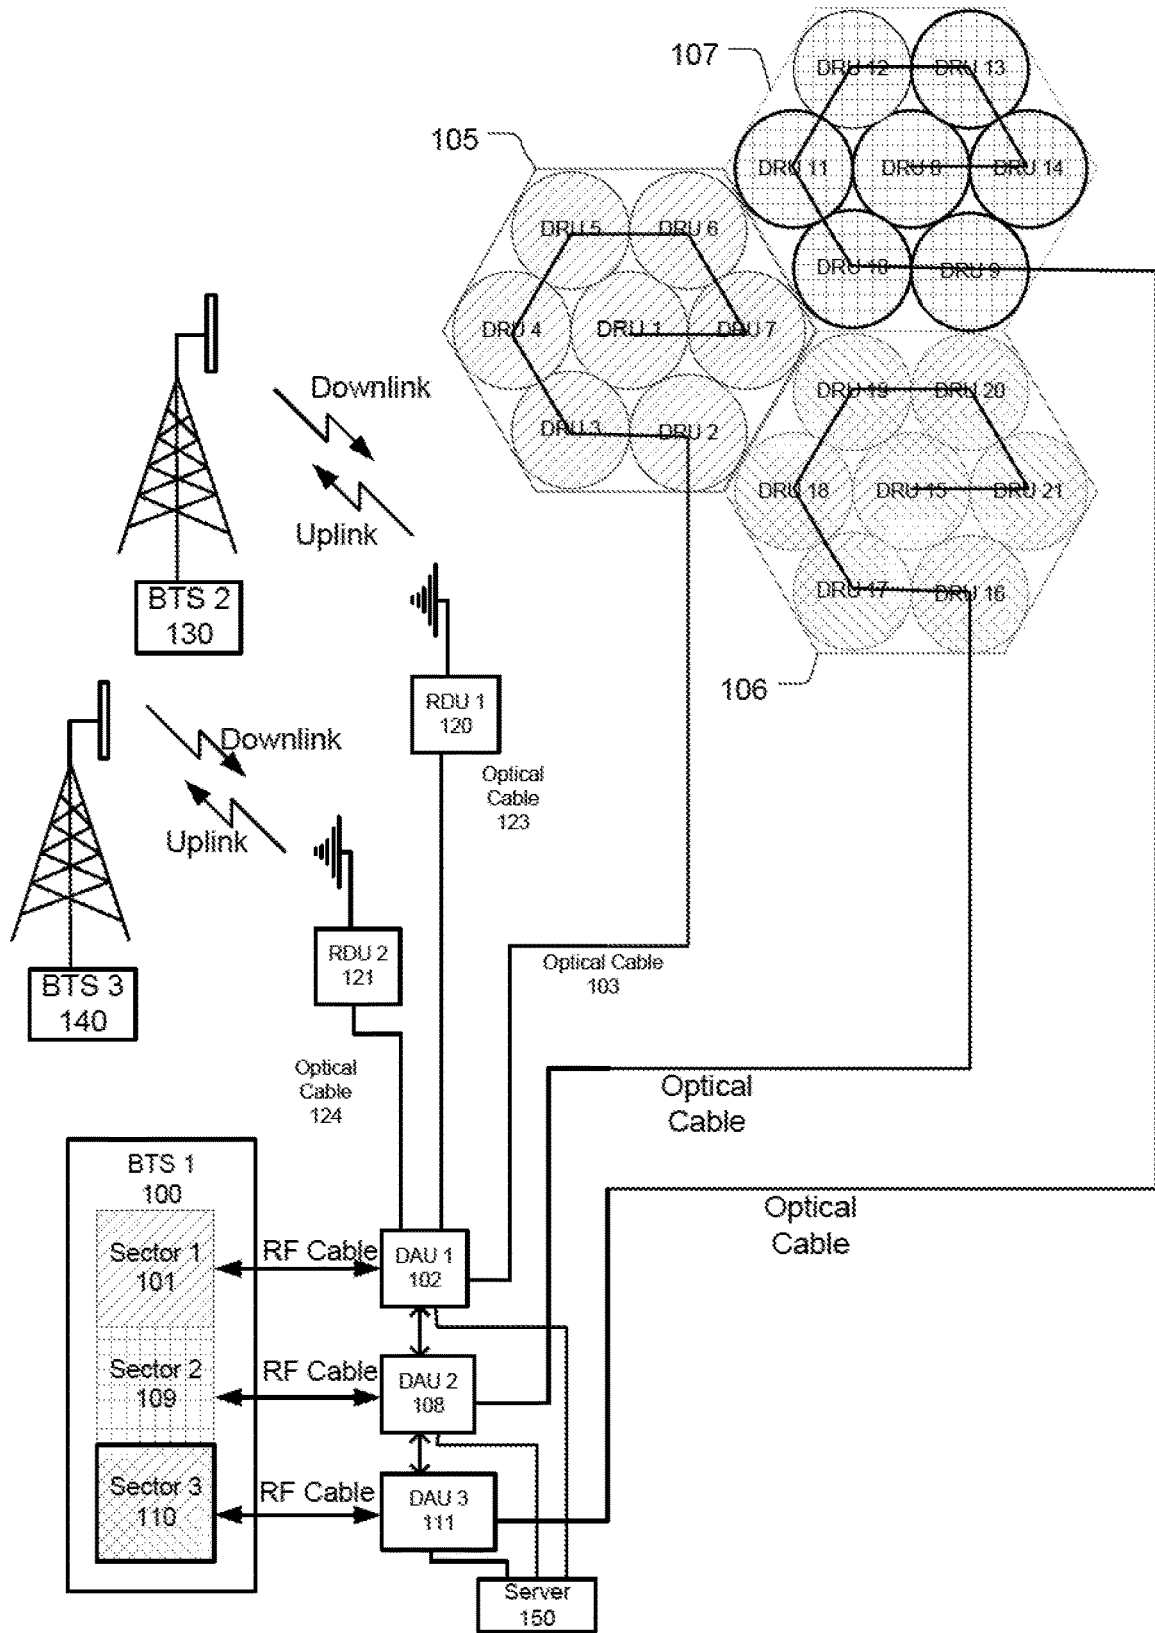 107
DRU 12
DRU 13
105
DRU 11
DRU 8
DRU 14
DRU 5
DRU 6
DRU 9
DRU 4
DRU 1
DRU 7
Downlink
DRU 19
DRU 20
DRU 3
DRU 2
DRU 18
DRU 15
DRU 21
Uplink
DRU 17
DRU 16
BTS 2
130
106
RDU 1
120
Downlink
Optical
Cable
123
Uplink
RDU 2
121
Optical Cable
103
BTS 3
140
Optical
Cable
124
Optical
Cable
BTS 1
100
Optical
Cable
Sector 1
101
RF Cable
DAU 1
102
Sector 2
109
RF Cable
DAU 2
108
Sector 3
110
RF Cable
DAU 3
111
Server
150